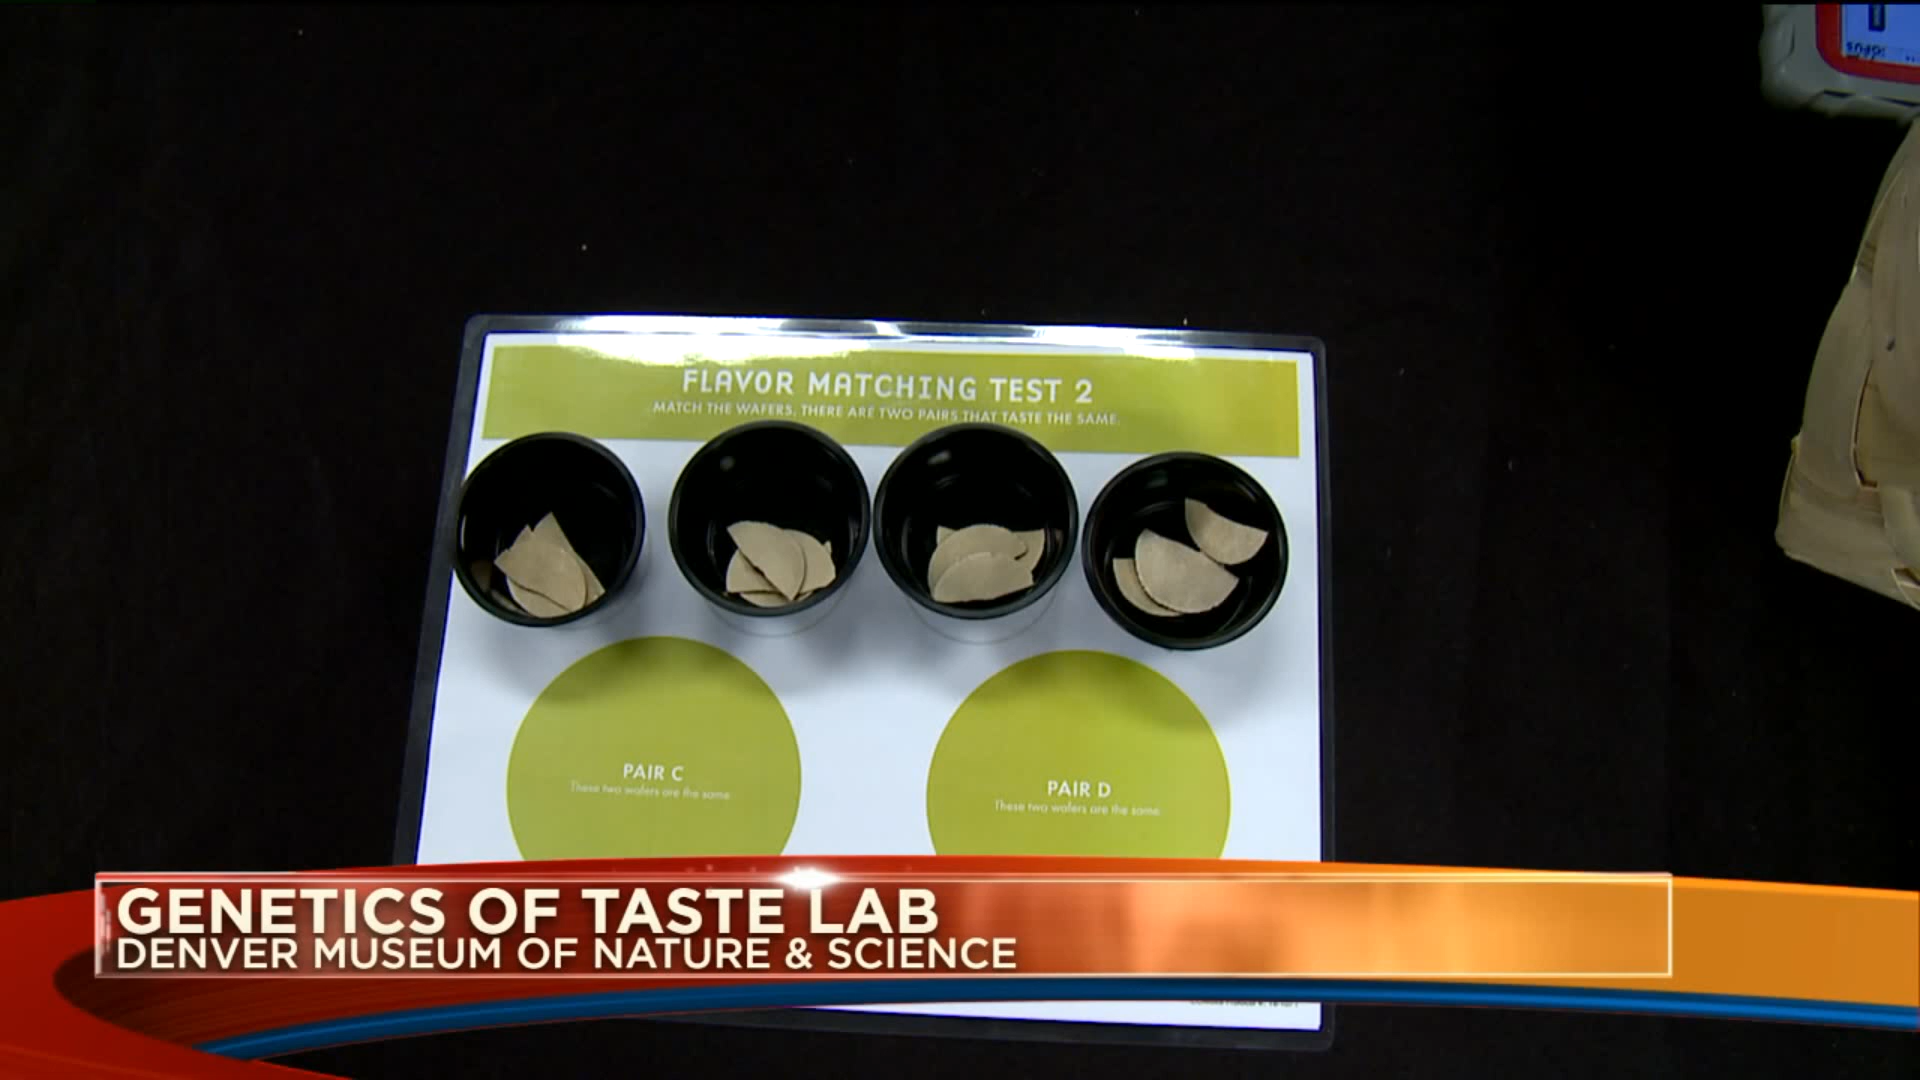 FLAVOR MATCHING TEST 2
MATCH THE WAFERS. THERE ARE TWO PAIRS THAT TASTE THE SAME.
PAIR C
These two wafers are the same
PAIR D
These two wafers are the same
GENETICS OF TASTE LAB
DENVER MUSEUM OF NATURE & SCIENCE